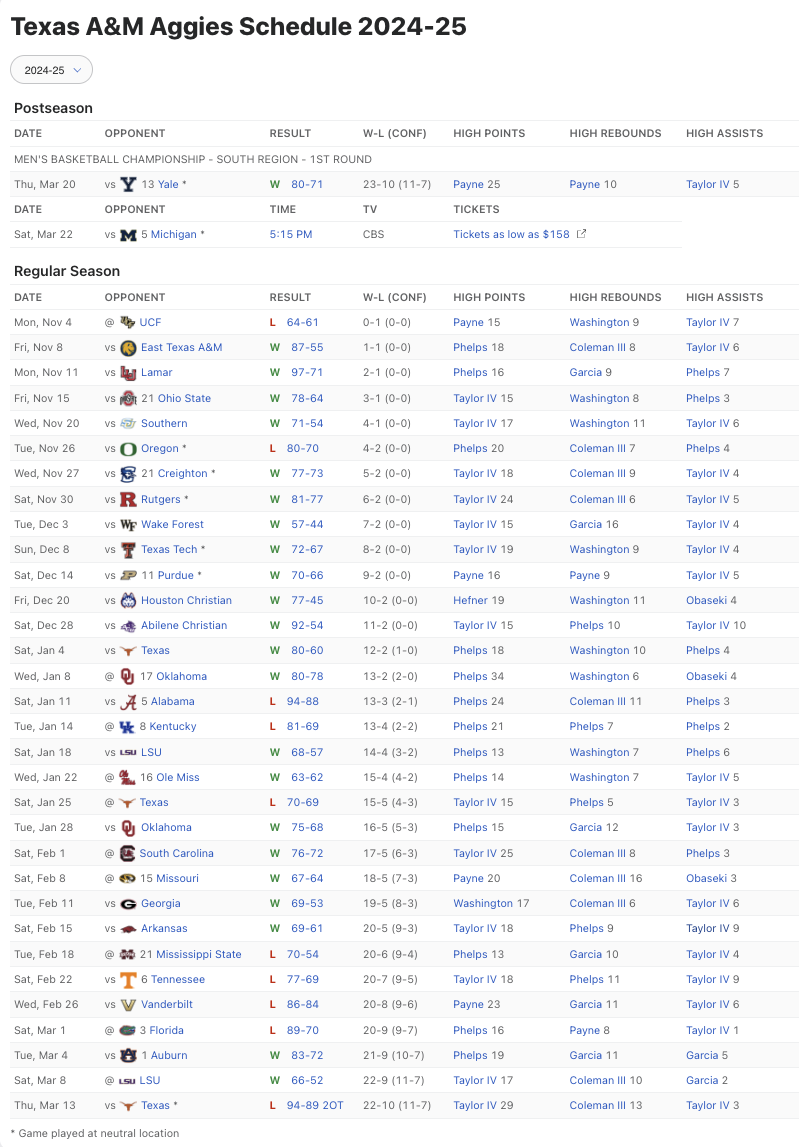 Texas A&M Aggies Schedule 2024-25
2024-25
Postseason
DATE OPPONENT RESULT W-L (CONF) HIGH POINTS HIGH REBOUNDS HIGH ASSISTS
MEN'S BASKETBALL CHAMPIONSHIP - SOUTH REGION - 1ST ROUND
Thu, Mar 20 vs 13 Yale * W 80-71 23-10 (11-7) Payne 25 Payne 10 Taylor IV 5
DATE OPPONENT TIME TV TICKETS
Sat, Mar 22 vs 5 Michigan * 5:15 PM CBS Tickets as low as $158
Regular Season
DATE OPPONENT RESULT W-L (CONF) HIGH POINTS HIGH REBOUNDS HIGH ASSISTS
Mon, Nov 4 @ UCF L 64-61 0-1 (0-0) Payne 15 Washington 9 Taylor IV 7
Fri, Nov 8 vs East Texas A&M W 87-55 1-1 (0-0) Phelps 18 Coleman III 8 Taylor IV 6
Mon, Nov 11 vs Lamar W 97-71 2-1 (0-0) Phelps 16 Garcia 9 Phelps 7
Fri, Nov 15 vs 21 Ohio State W 78-64 3-1 (0-0) Taylor IV 15 Washington 8 Phelps 3
Wed, Nov 20 vs Southern W 71-54 4-1 (0-0) Taylor IV 17 Washington 11 Taylor IV 6
Tue, Nov 26 vs Oregon * L 80-70 4-2 (0-0) Phelps 20 Coleman III 7 Phelps 4
Wed, Nov 27 vs 21 Creighton * W 77-73 5-2 (0-0) Taylor IV 18 Coleman III 9 Taylor IV 4
Sat, Nov 30 vs Rutgers * W 81-77 6-2 (0-0) Taylor IV 24 Coleman III 6 Taylor IV 5
Tue, Dec 3 vs Wake Forest W 57-44 7-2 (0-0) Taylor IV 15 Garcia 16 Taylor IV 4
Sun, Dec 8 vs Texas Tech * W 72-67 8-2 (0-0) Taylor IV 19 Washington 9 Taylor IV 4
Sat, Dec 14 vs 11 Purdue * W 70-66 9-2 (0-0) Payne 16 Payne 9 Taylor IV 5
Fri, Dec 20 vs Houston Christian W 77-45 10-2 (0-0) Hefner 19 Washington 11 Obaseki 4
Sat, Dec 28 vs Abilene Christian W 92-54 11-2 (0-0) Taylor IV 15 Phelps 10 Taylor IV 10
Sat, Jan 4 vs Texas W 80-60 12-2 (1-0) Phelps 18 Washington 10 Phelps 4
Wed, Jan 8 @ 17 Oklahoma W 80-78 13-2 (2-0) Phelps 34 Washington 6 Obaseki 4
Sat, Jan 11 vs 5 Alabama L 94-88 13-3 (2-1) Phelps 24 Coleman III 11 Phelps 3
Tue, Jan 14 @ 8 Kentucky L 81-69 13-4 (2-2) Phelps 21 Phelps 7 Phelps 2
Sat, Jan 18 vs LSU LSU W 68-57 14-4 (3-2) Phelps 13 Washington 7 Phelps 6
Wed, Jan 22 @ 16 Ole Miss W 63-62 15-4 (4-2) Phelps 14 Washington 7 Taylor IV 5
Sat, Jan 25 @ Texas L 70-69 15-5 (4-3) Taylor IV 15 Phelps 5 Taylor IV 3
Tue, Jan 28 vs Oklahoma W 75-68 16-5 (5-3) Phelps 15 Garcia 12 Taylor IV 3
Sat, Feb 1 @ South Carolina W 76-72 17-5 (6-3) Taylor IV 25 Coleman III 8 Phelps 3
Sat, Feb 8 @ 15 Missouri W 67-64 18-5 (7-3) Payne 20 Coleman III 16 Obaseki 3
Tue, Feb 11 vs Georgia W 69-53 19-5 (8-3) Washington 17 Coleman III 6 Taylor IV 6
Sat, Feb 15 vs Arkansas W 69-61 20-5 (9-3) Taylor IV 18 Phelps 9 Taylor IV 9
Tue, Feb 18 @ 21 Mississippi State L 70-54 20-6 (9-4) Phelps 13 Garcia 10 Taylor IV 4
Sat, Feb 22 vs 6 Tennessee L 77-69 20-7 (9-5) Taylor IV 18 Phelps 11 Taylor IV 9
Wed, Feb 26 vs Vanderbilt L 86-84 20-8 (9-6) Payne 23 Garcia 11 Taylor IV 6
Sat, Mar 1 @ 3 Florida L 89-70 20-9 (9-7) Phelps 16 Payne 8 Taylor IV 1
Tue, Mar 4 vs 1 Auburn W 83-72 21-9 (10-7) Phelps 19 Garcia 11 Garcia 5
Sat, Mar 8 @ LSU LSU W 66-52 22-9 (11-7) Taylor IV 17 Coleman III 10 Garcia 2
Thu, Mar 13 vs Texas * L 94-89 2OT 22-10 (11-7) Taylor IV 29 Coleman III 13 Taylor IV 3
* Game played at neutral location